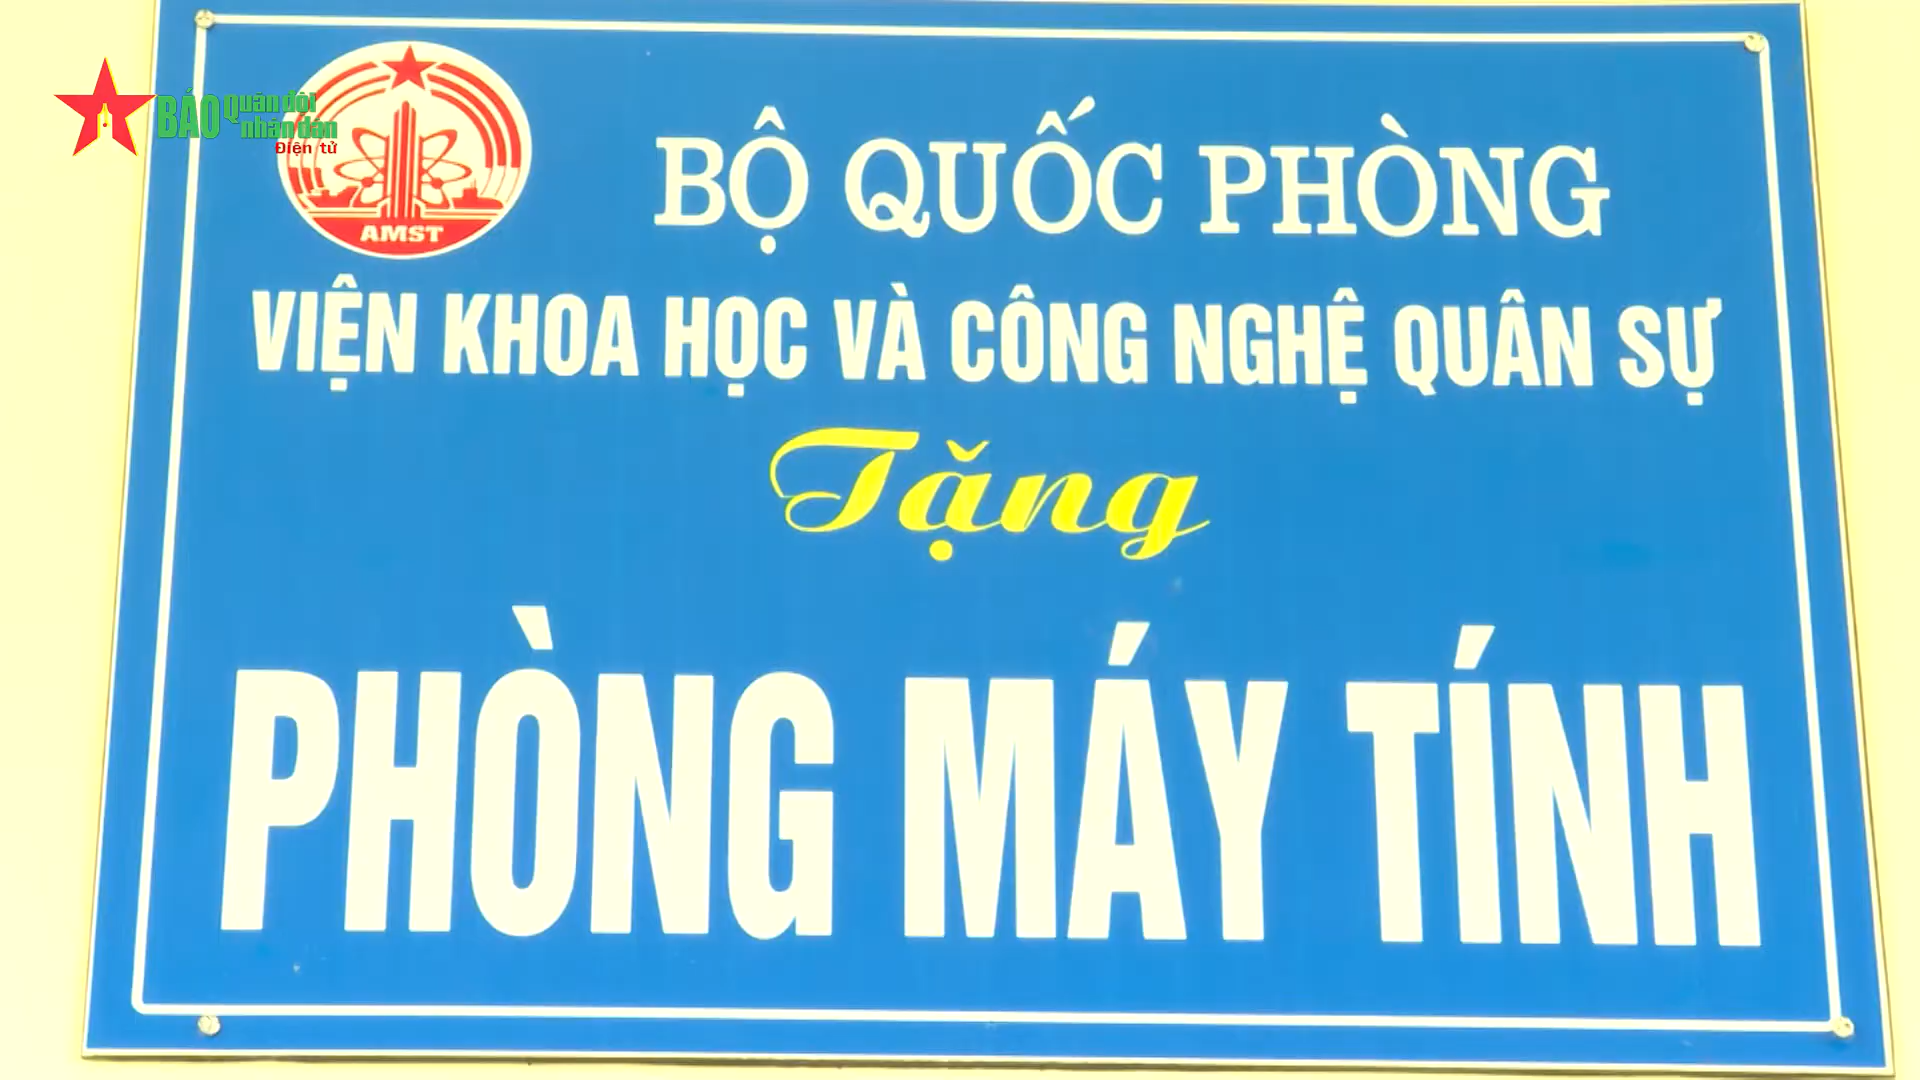 BÁO Quân đội
nhân dân
Điện tử
AMST
BỘ QUỐC PHÒNG
VIỆN KHOA HỌC VÀ CÔNG NGHỆ QUÂN SỰ
Tặng
PHÒNG MÁY TÍNH